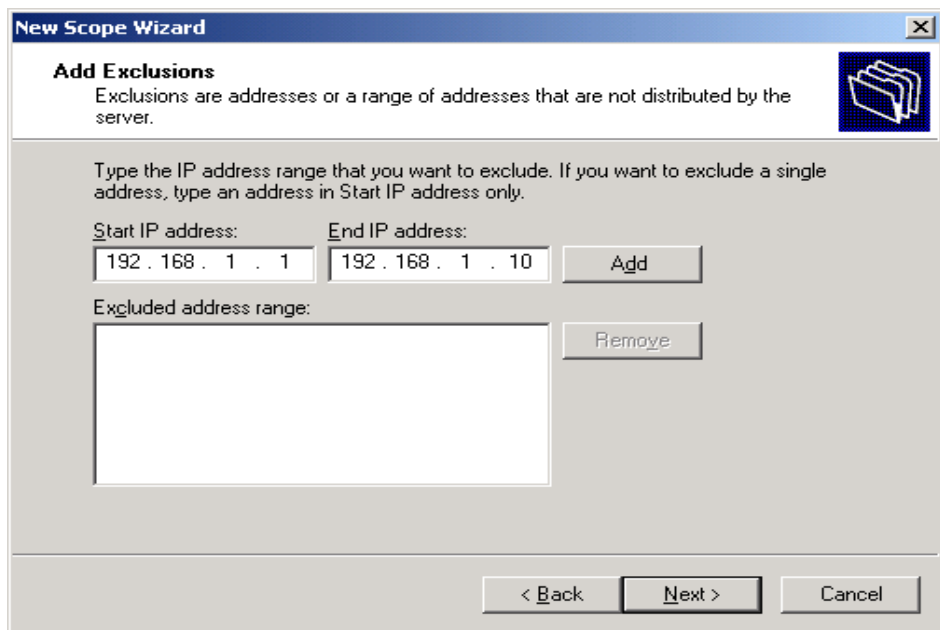 New Scope Wizard
Add Exclusions
Exclusions are addresses or a range of addresses that are not distributed by the
server.
Type the IP address range that you want to exclude. If you want to exclude a single
address, type an address in Start IP address only.
Start IP address: End IP address:
192 . 168 . 1 . 1 192 . 168 . 1 . 10 Add
Excluded address range:
Remove
< Back Next > Cancel